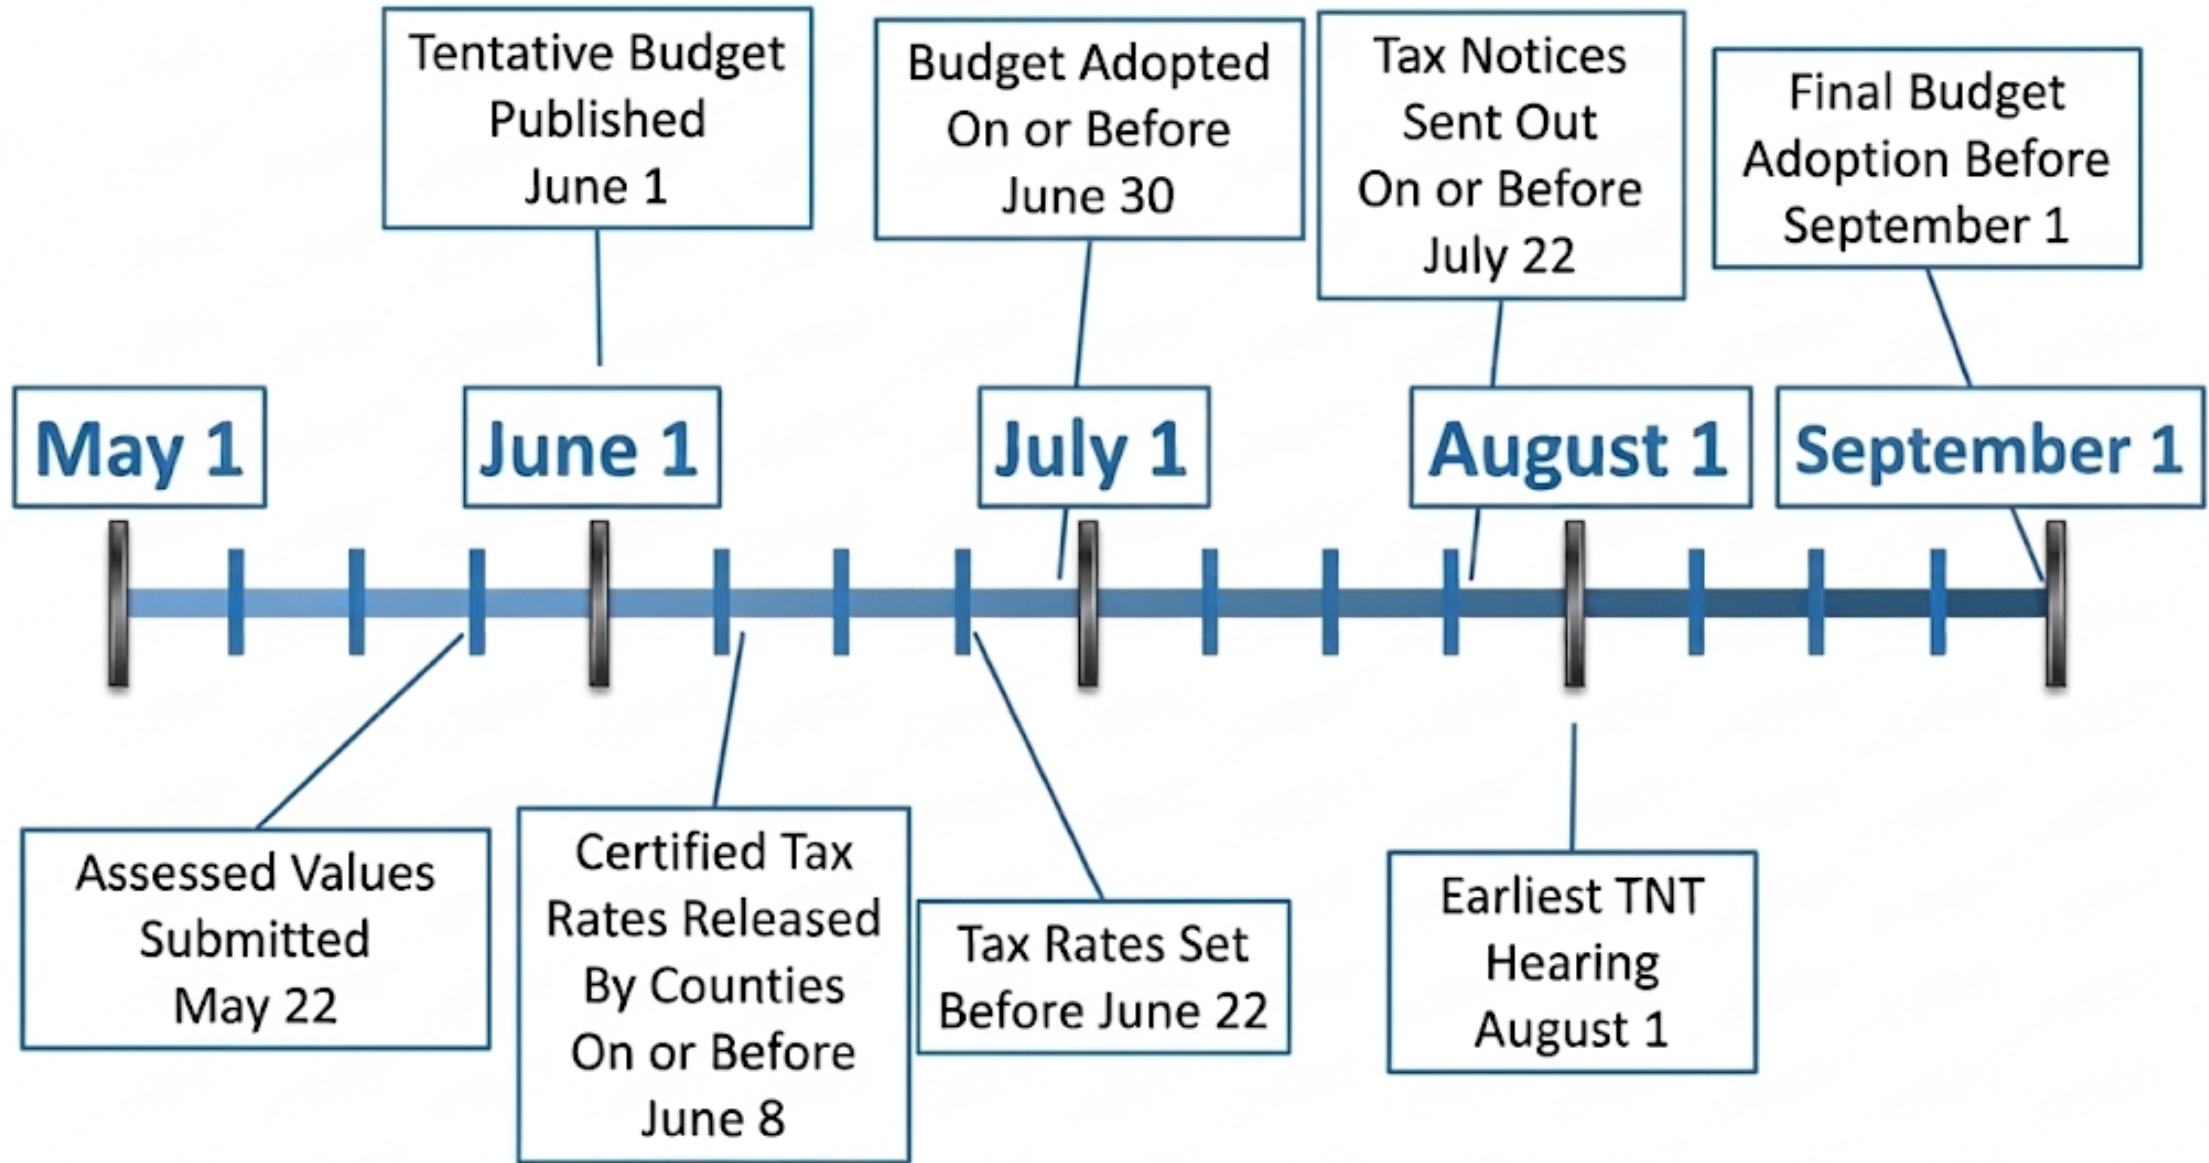 Tentative Budget
Published
June 1
Budget Adopted
On or Before
June 30
Tax Notices
Sent Out
On or Before
July 22
Final Budget
Adoption Before
September 1
May 1
June 1
July 1
August 1
September 1
Assessed Values
Submitted
May 22
Certified Tax
Rates Released
By Counties
On or Before
June 8
Tax Rates Set
Before June 22
Earliest TNT
Hearing
August 1